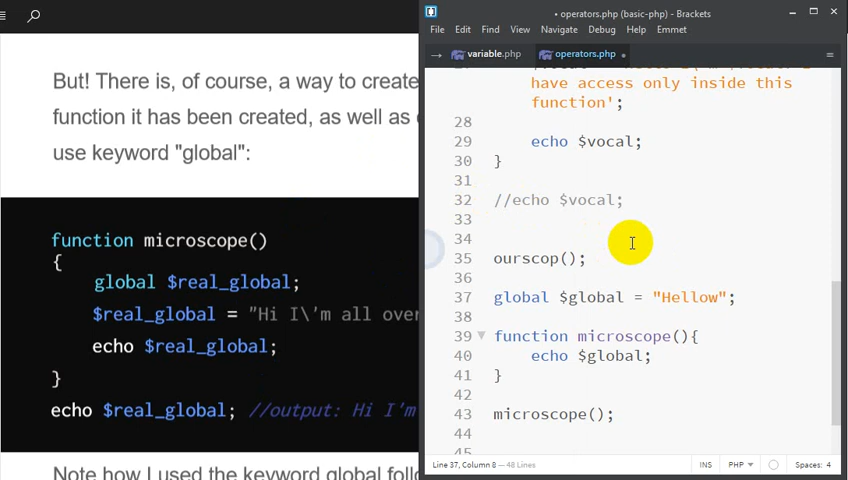 But! There is, of course, a way to create
function it has been created, as well as
use keyword "global":
function microscope()
{
global $real_global;
$real_global = "Hi I\'m all over
echo $real_global;
}
echo $real_global; //output: Hi I'm
Note how I used the keyword global
• operators.php (basic-php) - Brackets
File Edit Find View Navigate Debug Help Emmet
variable.php operators.php
have access only inside this
function';
28
29 echo $vocal;
30 }
31
32 //echo $vocal;
33
34
35 ourscop();
36
37 global $global = "Hellow";
38
39 function microscope(){
40 echo $global;
41 }
42
43 microscope();
44
45
Line 37, Column 8 — 48 Lines
INS PHP Spaces: 4